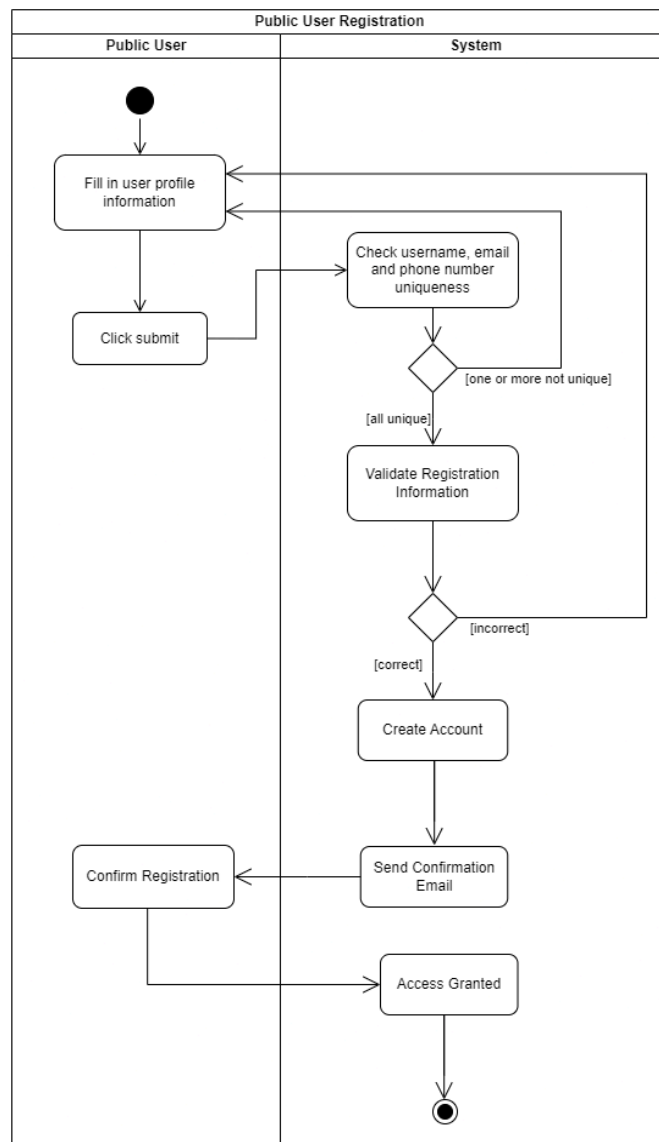 Public User Registration
Public User
System
Fill in user profile
information
Check username, email
and phone number
uniqueness
Click submit
[one or more not unique]
[all unique]
Validate Registration
Information
[incorrect]
[correct]
Create Account
Send Confirmation
Email
Confirm Registration
Access Granted